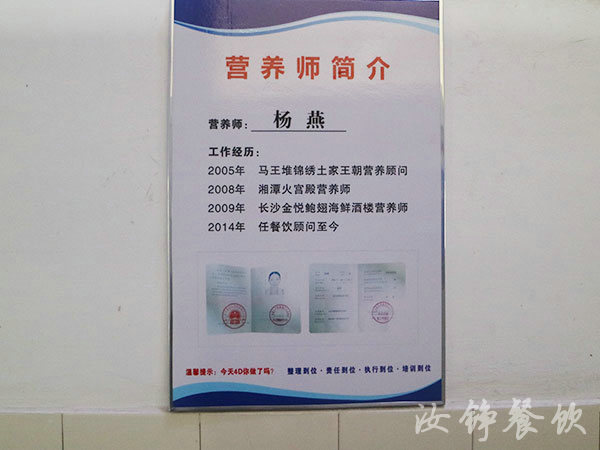 营养师简介
营养师: 杨燕
工作经历:
2005年 马王堆锦绣土家王朝营养顾问
2008年 湘潭火宫殿营养师
2009年 长沙金悦鲍翅海鲜酒楼营养师
2014年 任餐饮顾问至今
温馨提示: 今天4D你做了吗? 整理到位·责任到位·执行到位·培训到位
汝铮餐饮